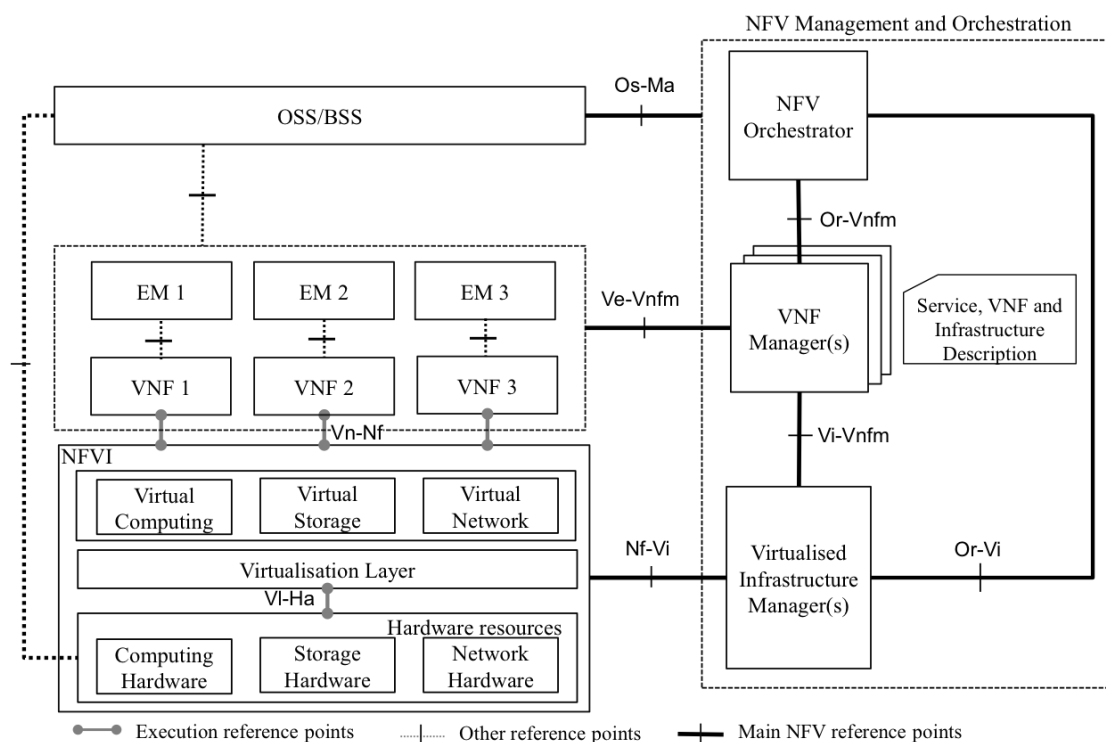 NFV Management and Orchestration
Os-Ma
OSS/BSS
NFV
Orchestrator
Or-Vnfm
EM 1
EM 2
EM 3
Ve-Vnfm
VNF
Manager(s)
Service, VNF and
Infrastructure
Description
VNF 1
VNF 2
VNF 3
Vn-Nf
Vi-Vnfm
NFVI
Virtual
Computing
Virtual
Storage
Virtual
Network
Virtualisation Layer
Nf-Vi
Virtualised
Infrastructure
Manager(s)
Or-Vi
Vl-Ha
Hardware resources
Computing
Hardware
Storage
Hardware
Network
Hardware
Execution reference points
Other reference points
Main NFV reference points